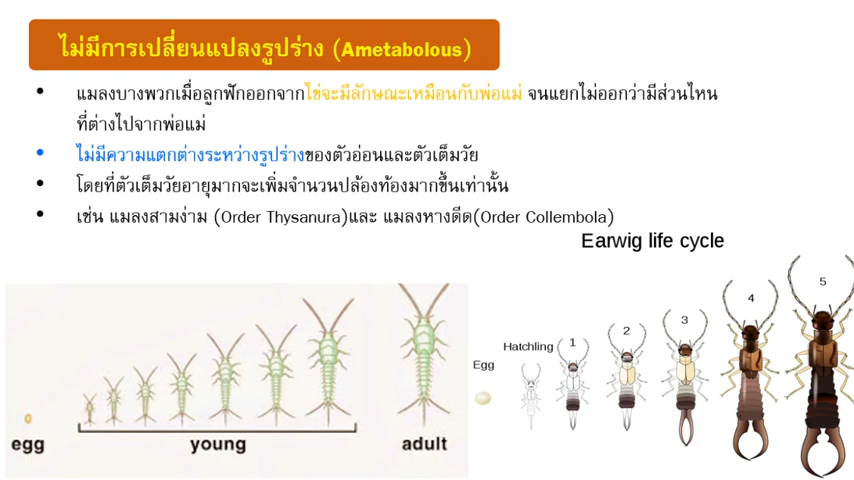 ไม่มีการเปลี่ยนแปลงรูปร่าง (Ametabolous)
• แมลงบางพวกเมื่อลูกฟักออกจากไข่จะมีลักษณะเหมือนกับพ่อแม่ จนแยกไม่ออกว่ามีส่วนไหน
ที่ต่างไปจากพ่อแม่
• ไม่มีความแตกต่างระหว่างรูปร่างของตัวอ่อนและตัวเต็มวัย
• โดยที่ตัวเต็มวัยอายุมากจะเพิ่มจำนวนปล้องท้องมากขึ้นเท่านั้น
• เช่น แมลงสามง่าม (Order Thysanura)และ แมลงหางดีด(Order Collembola)
Earwig life cycle
egg
young
adult
Egg
Hatchling
1
2
3
4
5